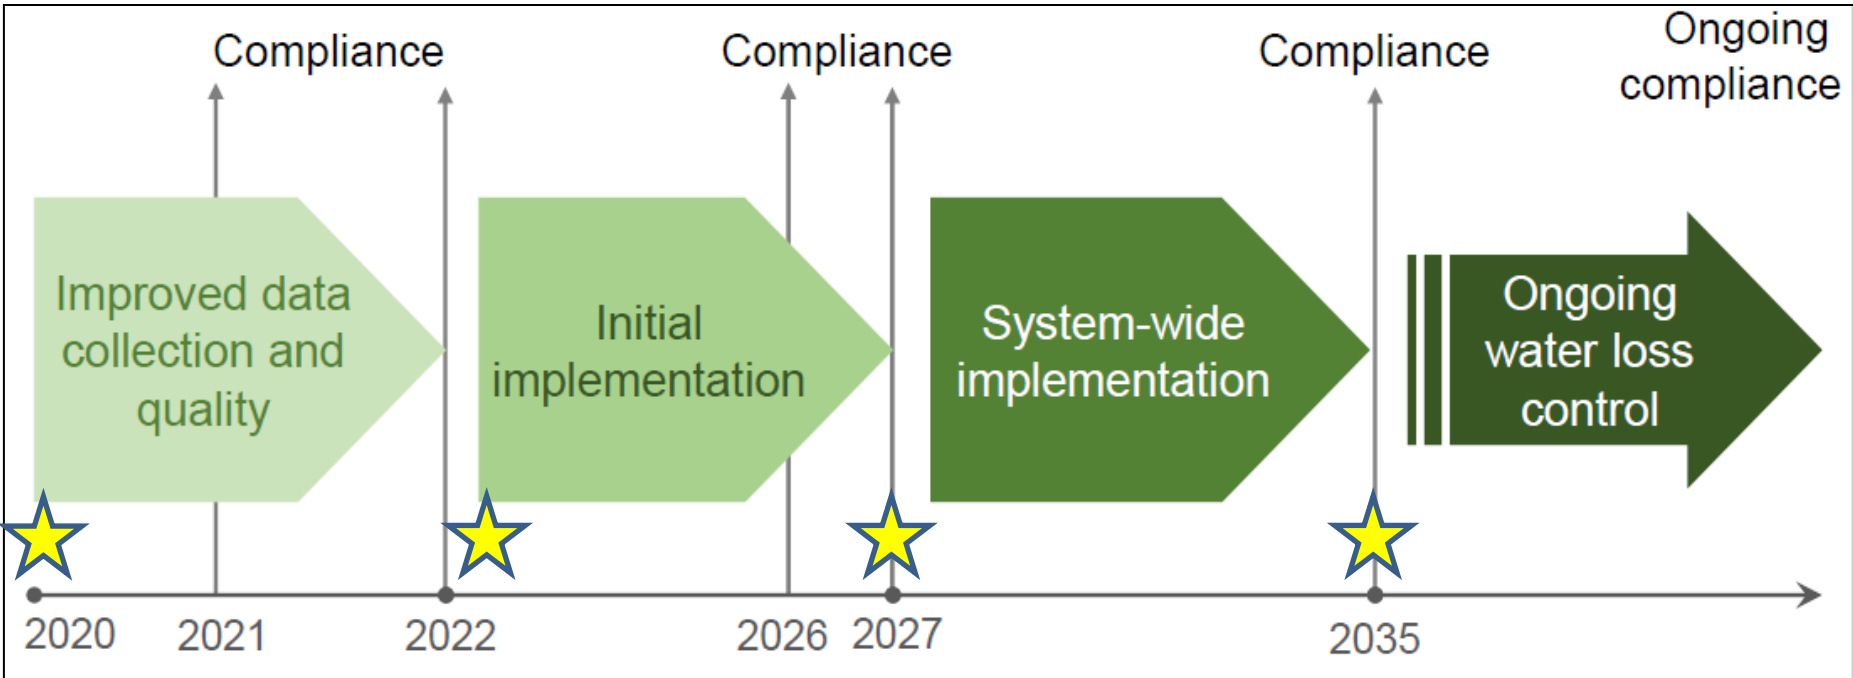 Compliance
Compliance
Compliance
Ongoing
compliance
Improved data
collection and
quality
Initial
implementation
System-wide
implementation
Ongoing
water loss
control
2020
2021
2022
2026
2027
2035